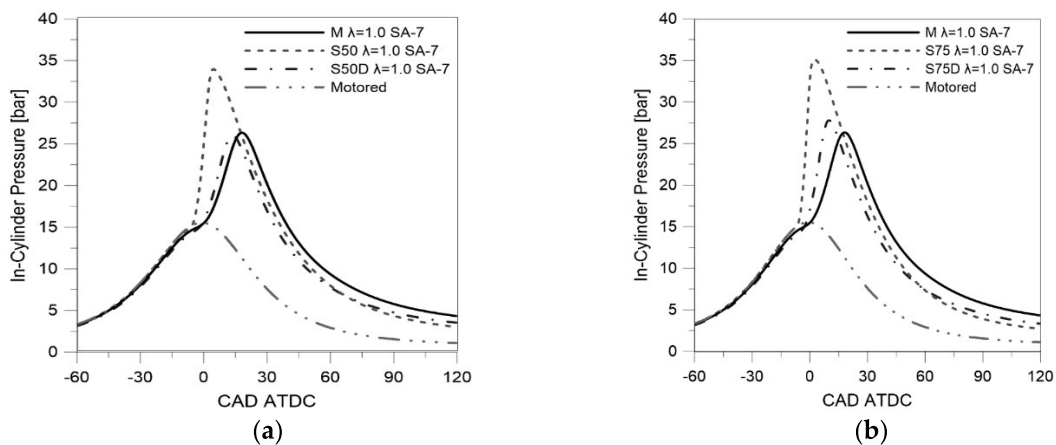 40
35
30
25
20
15
10
5
0
In-Cylinder Pressure [bar]
M λ=1.0 SA-7
S50 λ=1.0 SA-7
S50D λ=1.0 SA-7
Motored
-60 -30 0 30 60 90 120
CAD ATDC
(a)
40
35
30
25
20
15
10
5
0
In-Cylinder Pressure [bar]
M λ=1.0 SA-7
S75 λ=1.0 SA-7
S75D λ=1.0 SA-7
Motored
-60 -30 0 30 60 90 120
CAD ATDC
(b)